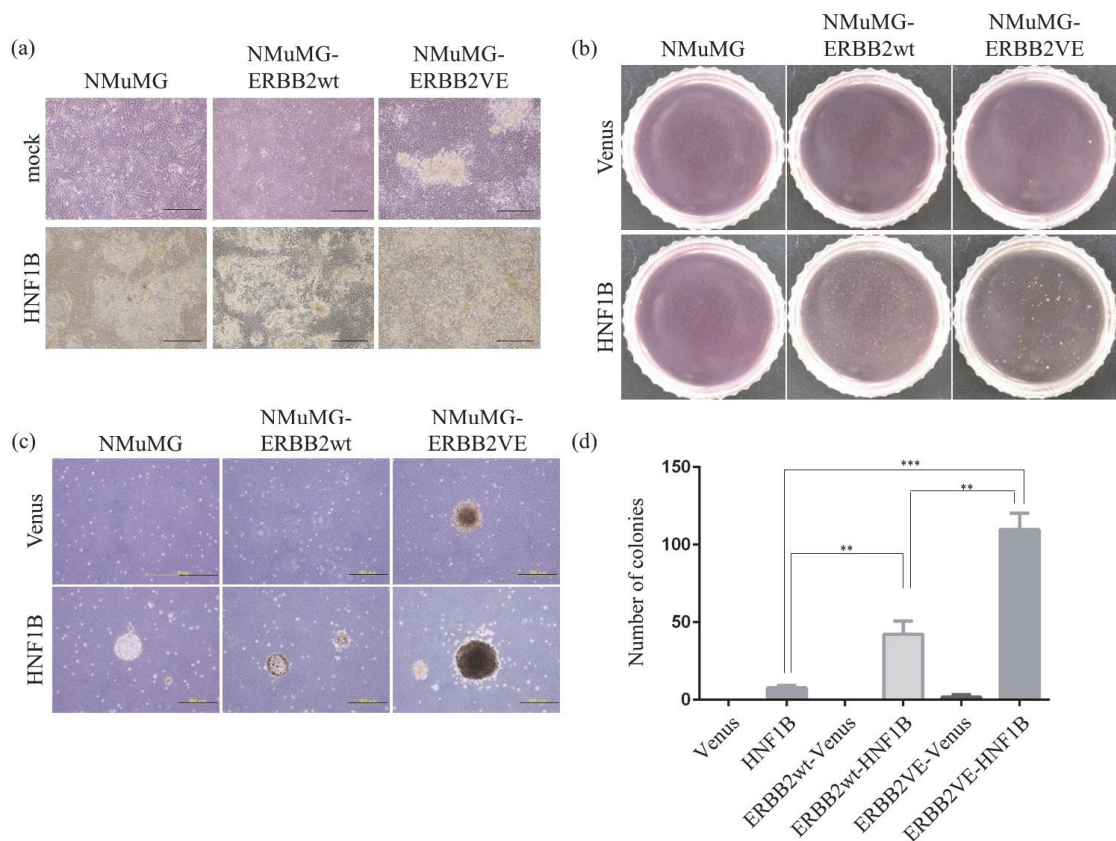 (a)
NMuMG
NMuMG-
ERBB2wt
NMuMG-
ERBB2VE
mock
HNF1B
(b)
NMuMG
NMuMG-
ERBB2wt
NMuMG-
ERBB2VE
Venus
HNF1B
(c)
NMuMG
NMuMG-
ERBB2wt
NMuMG-
ERBB2VE
Venus
HNF1B
(d)
Number of colonies
150
100
50
0
***
**
**
Venus
HNF1B
ERBB2wt-Venus
ERBB2wt-HNF1B
ERBB2VE-Venus
ERBB2VE-HNF1B